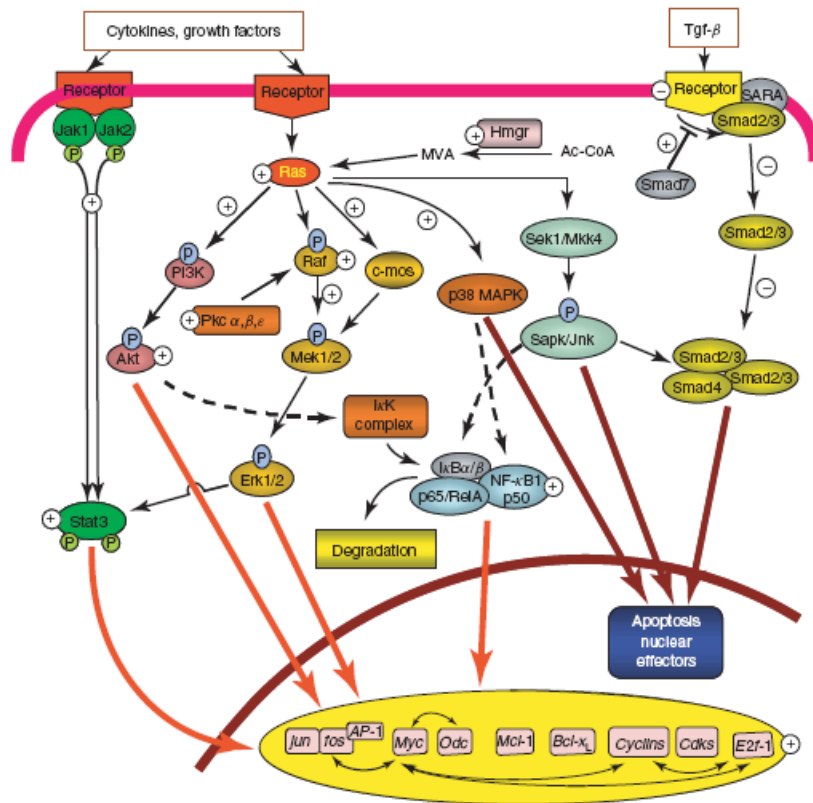 Cytokines, growth factors
Tgf-β
Receptor
Receptor
Receptor
SARA
Jak1
Jak2
Smad2/3
P
P
−
+
Hmgr
+
MVA
Ac-CoA
Smad7
−
+
Ras
+
+
+
+
+
Sek1/Mkk4
Smad2/3
p
PI3K
P
Raf
+
c-mos
p38 MAPK
−
+
Pkc α,β,ε
+
P
Akt
+
P
Mek1/2
P
Sapk/Jnk
Smad2/3
Smad4
Smad2/3
IκK
complex
P
Erk1/2
IκBα/β
p65/RelA
NF-κB1
p50
+
+
Stat3
P
P
Degradation
Apoptosis
nuclear
effectors
jun
fos
AP-1
Myc
Odc
Mcl-1
Bcl-xL
Cyclins
Cdks
E2f-1
+